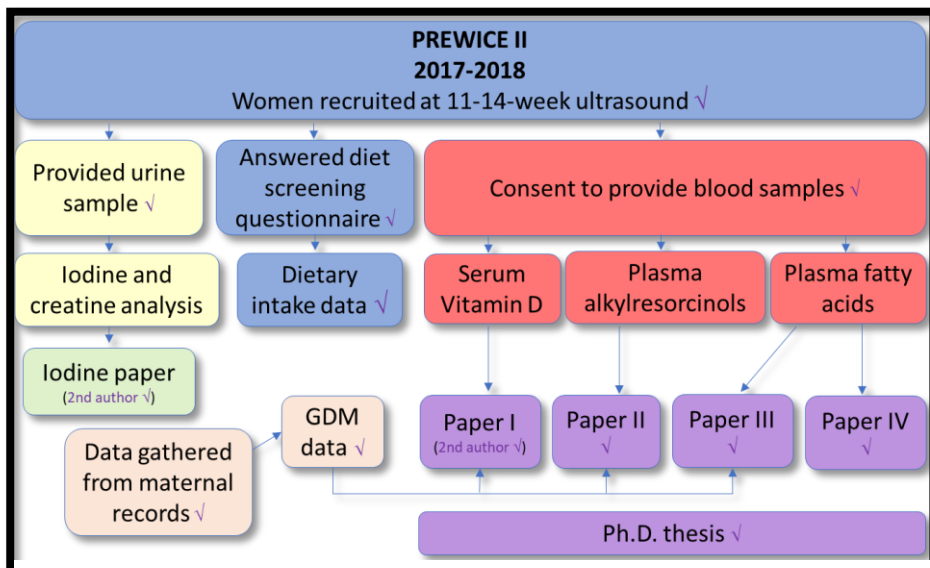 PREWICE II
2017-2018
Women recruited at 11-14-week ultrasound √
Provided urine
sample √
Answered diet
screening
questionnaire √
Consent to provide blood samples √
Iodine and
creatine analysis
Dietary
intake data √
Serum
Vitamin D
Plasma
alkylresorcinols
Plasma fatty
acids
Iodine paper
(2nd author √)
Data gathered
from maternal
records √
GDM
data √
Paper I
(2nd author √)
Paper II
√
Paper III
√
Paper IV
√
Ph.D. thesis √